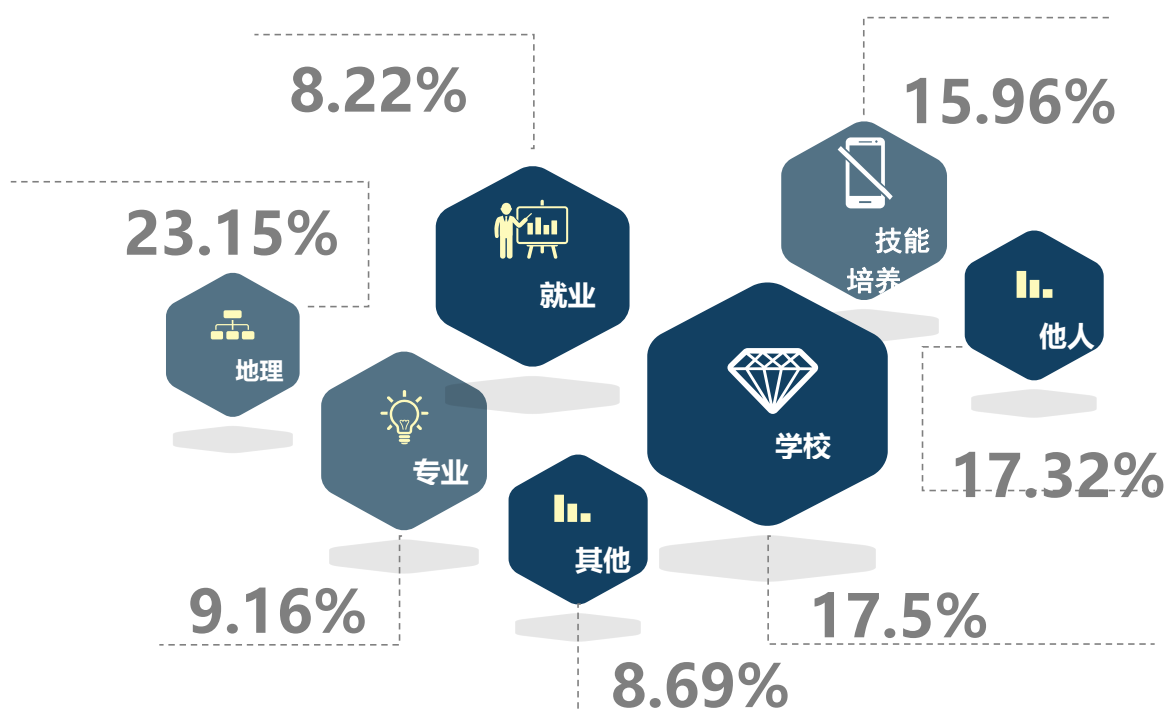 8.22%
15.96%
23.15%
技能
培养
就业
他人
地理
学校
专业
17.32%
其他
9.16%
17.5%
8.69%